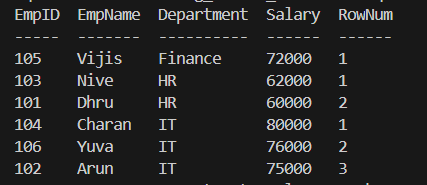 EmpID  EmpName  Department  Salary  RowNum
-----  -------  ----------  ------  ------
105    Vijis    Finance     72000   1
103    Nive     HR          62000   1
101    Dhru     HR          60000   2
104    Charan   IT          80000   1
106    Yuva     IT          76000   2
102    Arun     IT          75000   3